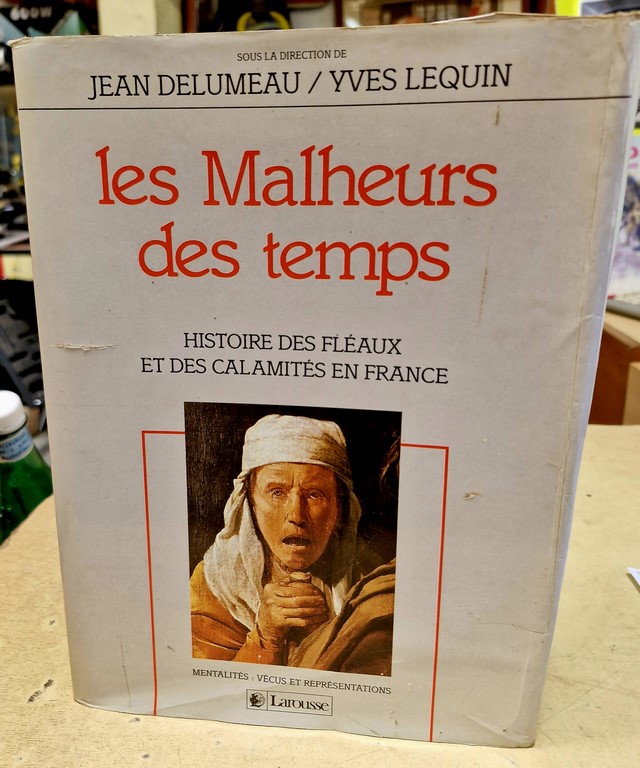 SOUS LA DIRECTION DE
JEAN DELUMEAU / YVES LEQUIN
les Malheurs
des temps
HISTOIRE DES FLÉAUX
ET DES CALAMITÉS EN FRANCE
MENTALITÉS : VÉCUS ET REPRÉSENTATIONS
Larousse